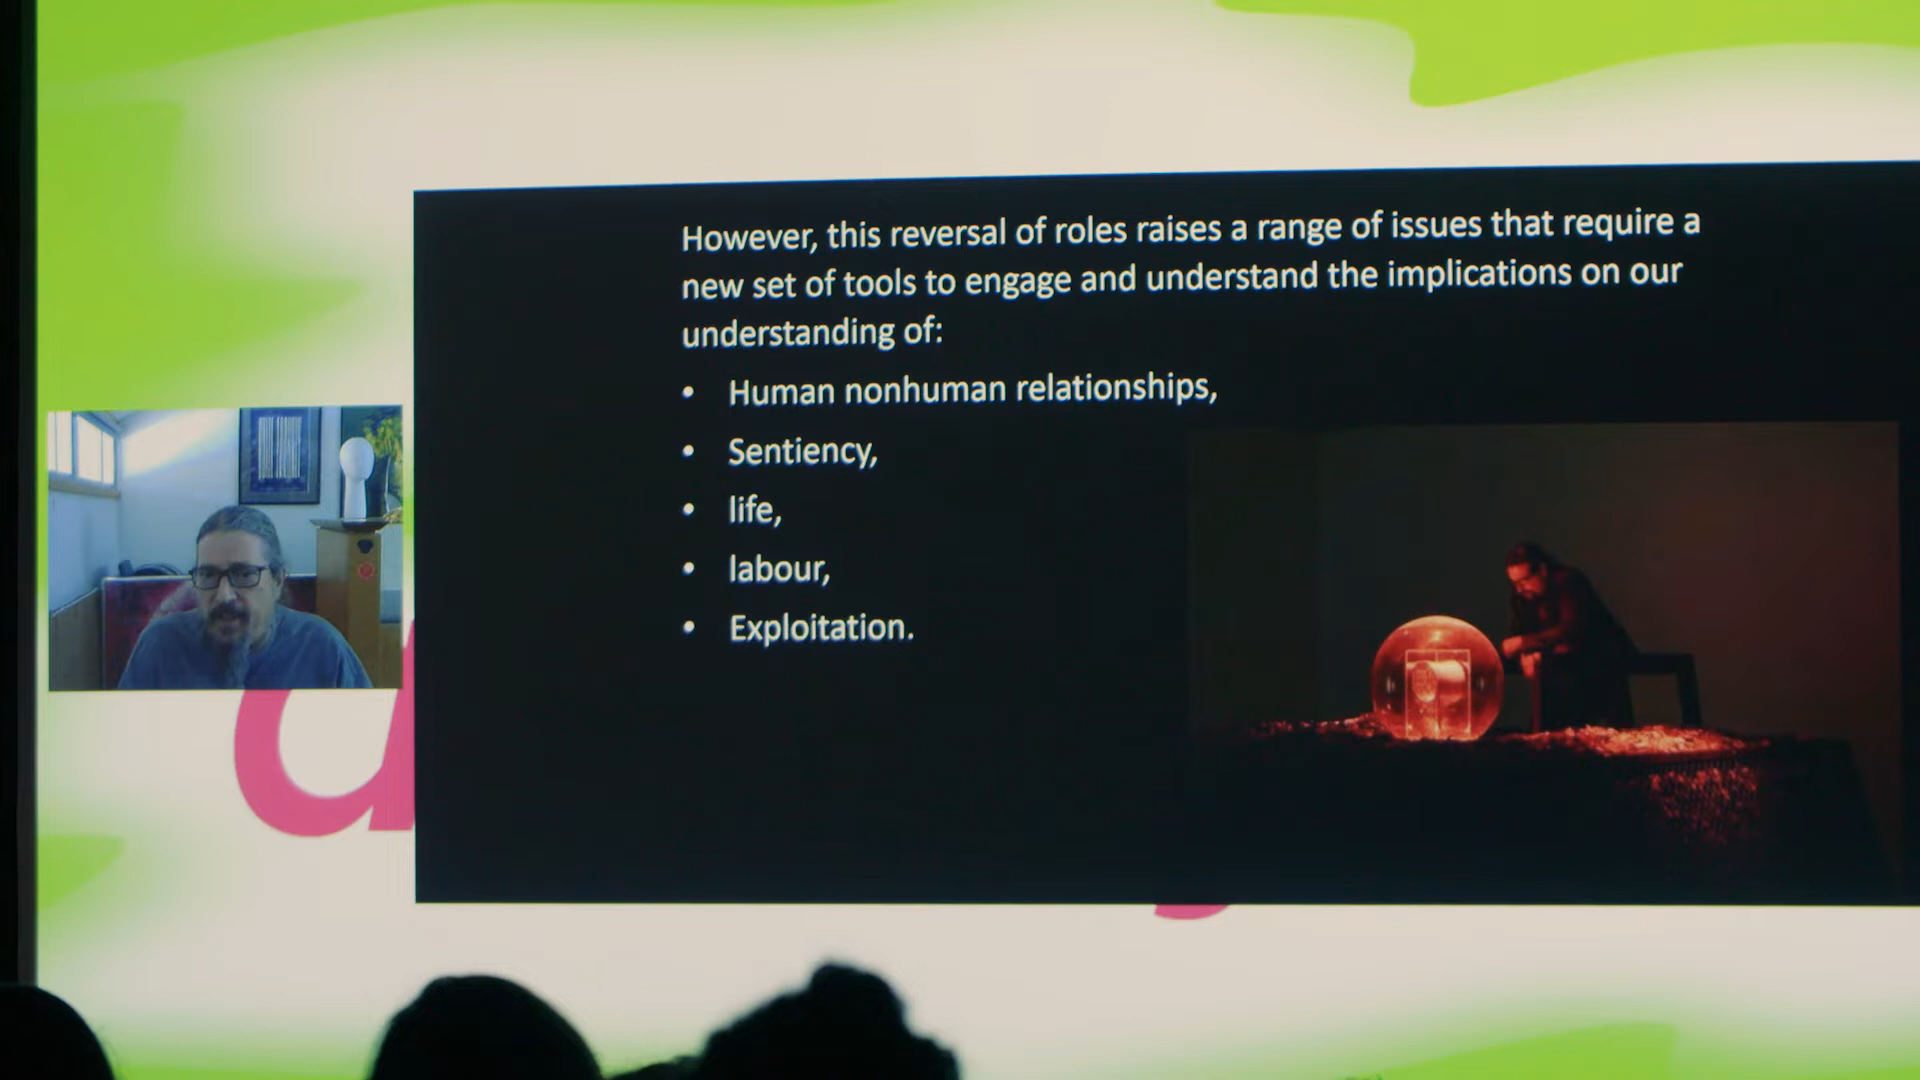 However, this reversal of roles raises a range of issues that require a
new set of tools to engage and understand the implications on our
understanding of:
• Human nonhuman relationships,
• Sentiency,
• life,
• labour,
• Exploitation.